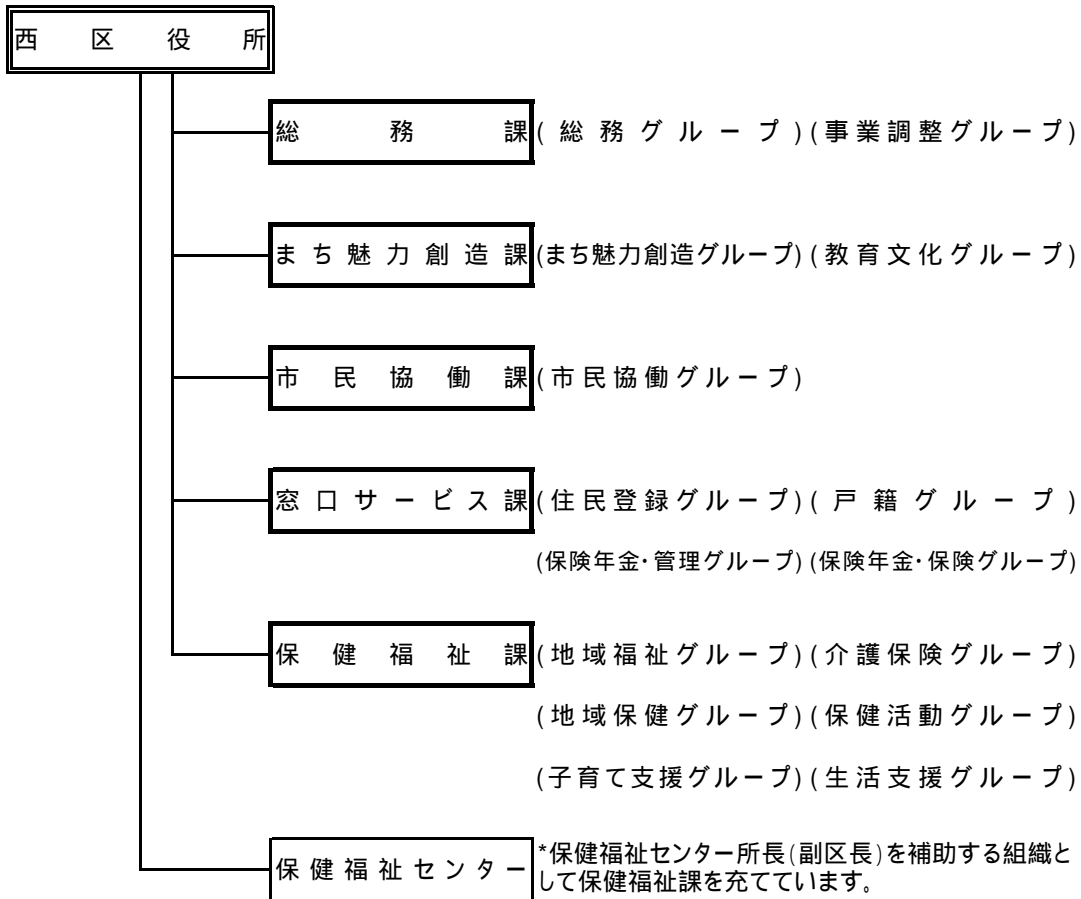 西区役所
総務課(総務グループ)(事業調整グループ)
まち魅力創造課(まち魅力創造グループ)(教育文化グループ)
市民協働課(市民協働グループ)
窓口サービス課(住民登録グループ)(戸籍グループ)
(保険年金・管理グループ)(保険年金・保険グループ)
保健福祉課(地域福祉グループ)(介護保険グループ)
(地域保健グループ)(保健活動グループ)
(子育て支援グループ)(生活支援グループ)
保健福祉センター
*保健福祉センター所長(副区長)を補助する組織と
して保健福祉課を充てています。